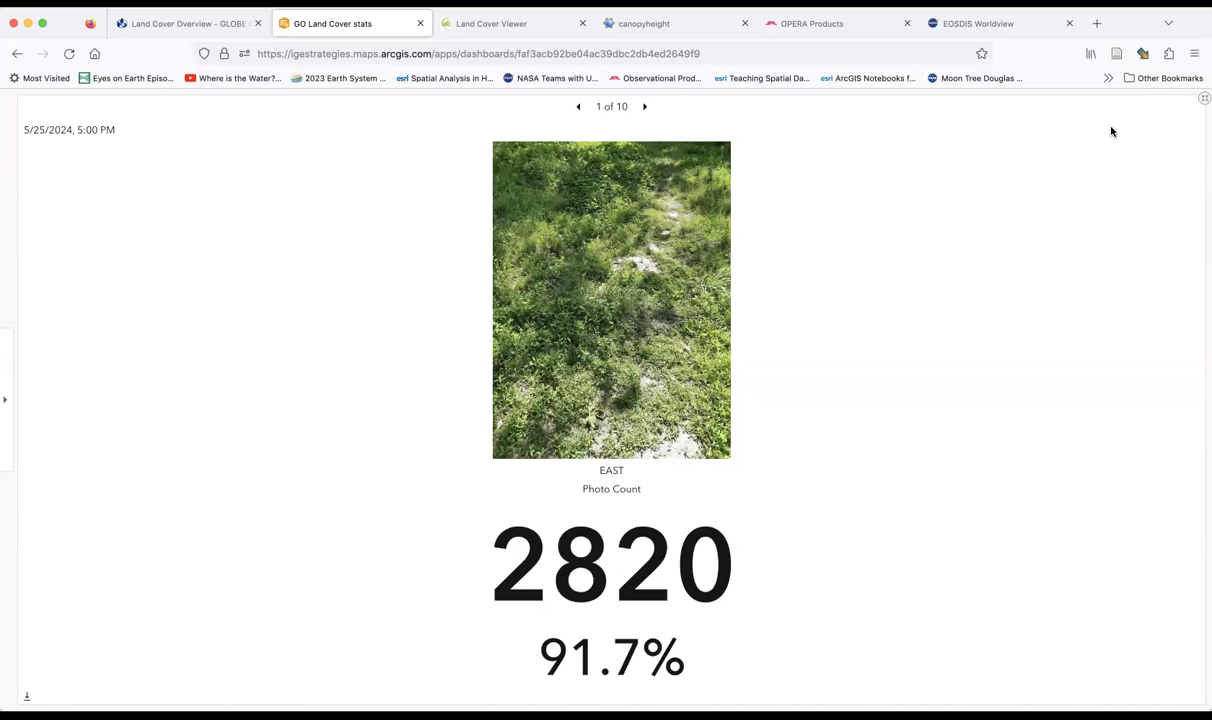 Land Cover Overview - GLOBE
GO Land Cover stats
Land Cover Viewer
canopyheight
OPERA Products
EOSDIS Worldview
https://igestrategies.maps.arcgis.com/apps/dashboards/faf3acb92be04ac39dbc2db4ed2649f9
Most Visited
Eyes on Earth Episo...
Where is the Water?...
2023 Earth System ...
esri Spatial Analysis in H...
NASA Teams with U...
Observational Prod...
esri Teaching Spatial Da...
esri ArcGIS Notebooks f...
Moon Tree Douglas ...
Other Bookmarks
1 of 10
5/25/2024, 5:00 PM
EAST
Photo Count
2820
91.7%